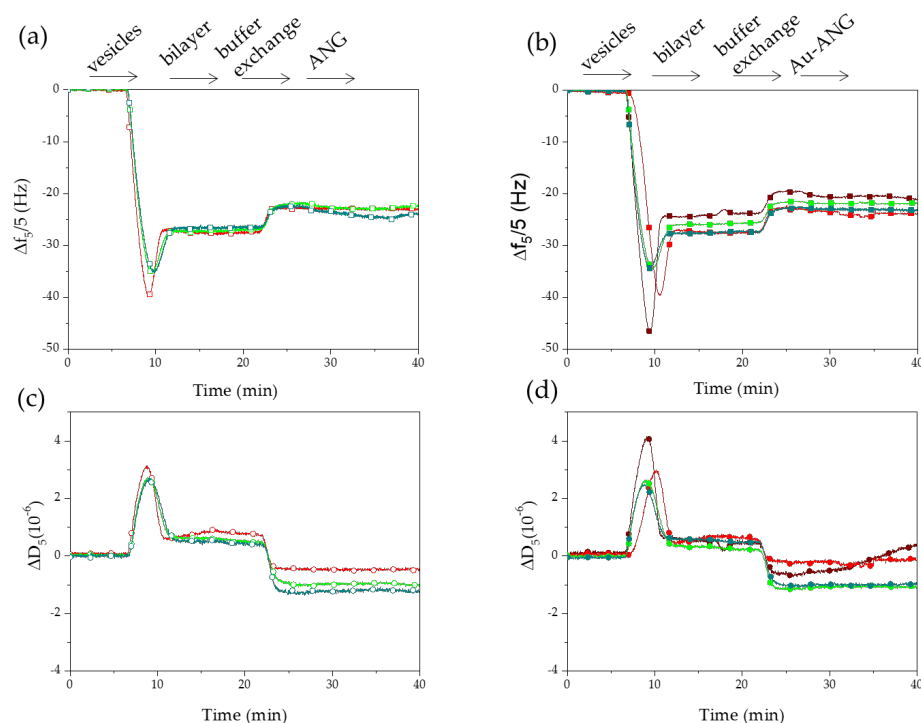 (a)
vesicles
bilayer
buffer
exchange
ANG
(b)
vesicles
bilayer
buffer
exchange
Au-ANG
0
-10
-20
-30
-40
-50
Δf₅/5 (Hz)
0 10 20 30 40
Time (min)
0
-10
-20
-30
-40
-50
Δf₅/5 (Hz)
0 10 20 30 40
Time (min)
(c)
4
2
0
-2
-4
ΔD₅(10⁻⁶)
0 10 20 30 40
Time (min)
(d)
4
2
0
-2
-4
ΔD₅(10⁻⁶)
0 10 20 30 40
Time (min)